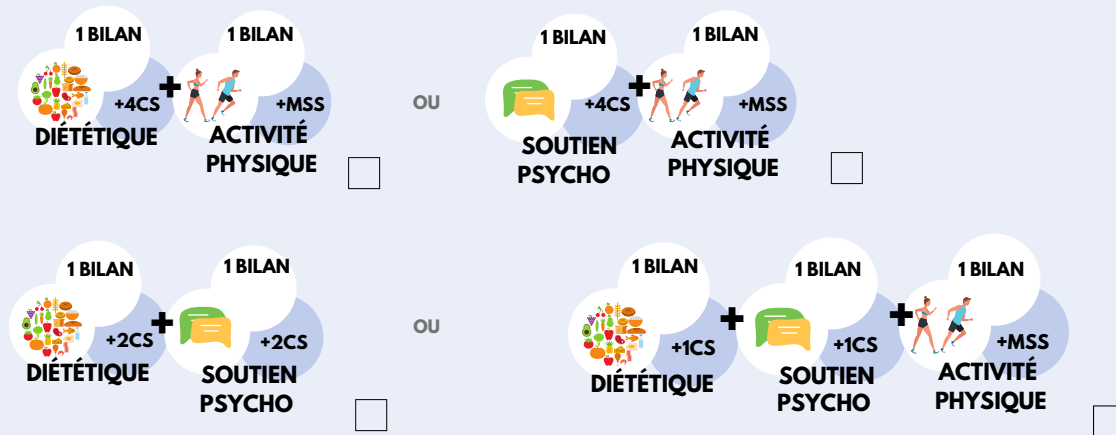 1 BILAN
1 BILAN
+4CS
+
+MSS
DIÉTÉTIQUE
ACTIVITÉ
PHYSIQUE
OU
1 BILAN
1 BILAN
+4CS
+
+MSS
SOUTIEN
PSYCHO
ACTIVITÉ
PHYSIQUE
1 BILAN
1 BILAN
+2CS
+
+2CS
DIÉTÉTIQUE
SOUTIEN
PSYCHO
OU
1 BILAN
1 BILAN
1 BILAN
+1CS
+
+1CS
+
+MSS
DIÉTÉTIQUE
SOUTIEN
PSYCHO
ACTIVITÉ
PHYSIQUE